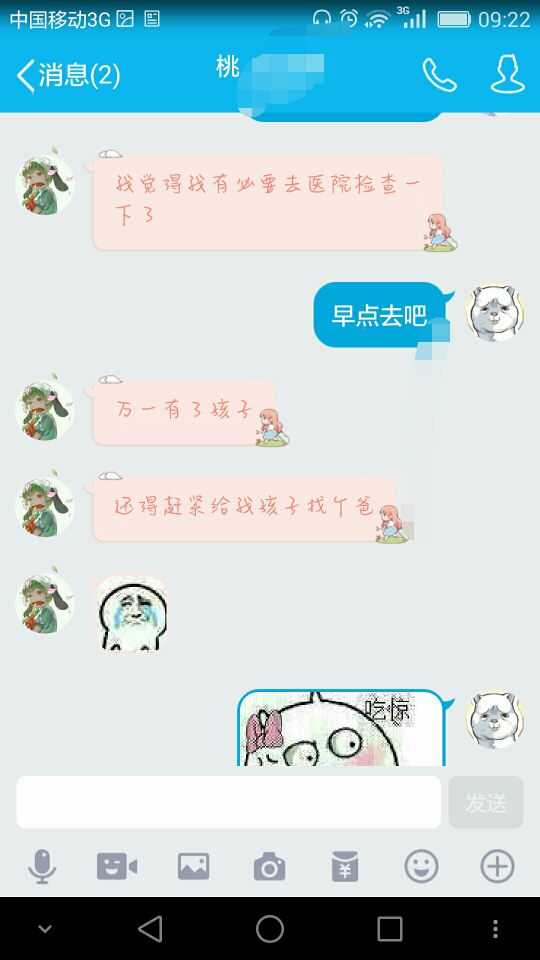 中国移动3G
3G
09:22
消息(2)
桃
我觉得我有必要去医院检查一
下了
早点去吧
万一有了孩子
还得赶紧给我孩子找个爸
吃惊
发送